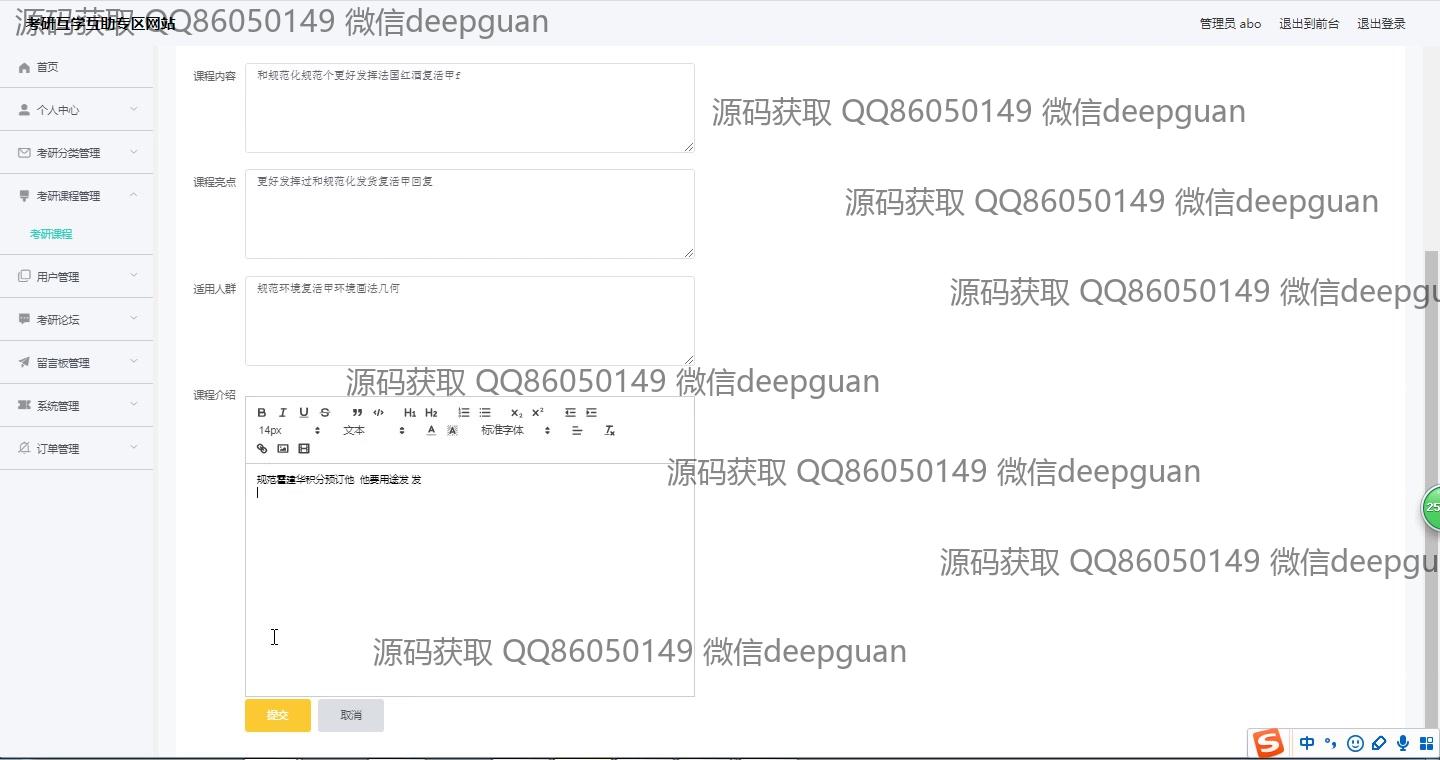 考研互学互助专区网站
源码获取 QQ86050149 微信deepguan
管理员 abo 退出到前台 退出登录
首页
个人中心
考研分类管理
考研课程管理
考研课程
用户管理
考研论坛
留言板管理
系统管理
订单管理
课程内容
和规范化规范个更好发挥法国红酒复活甲f
源码获取 QQ86050149 微信deepguan
课程亮点
更好发挥过和规范化发货复活甲回复
源码获取 QQ86050149 微信deepguan
适用人群
规范环境复活甲环境画法几何
源码获取 QQ86050149 微信deepgu
源码获取 QQ86050149 微信deepguan
课程介绍
B I U S H1 H2 X₂ X²
14px 文本 A A 标准字体 Tx
规范霍建华积分预订他 他要用途发 发
源码获取 QQ86050149 微信deepguan
25
源码获取 QQ86050149 微信deepgu
源码获取 QQ86050149 微信deepguan
提交 取消
S 中